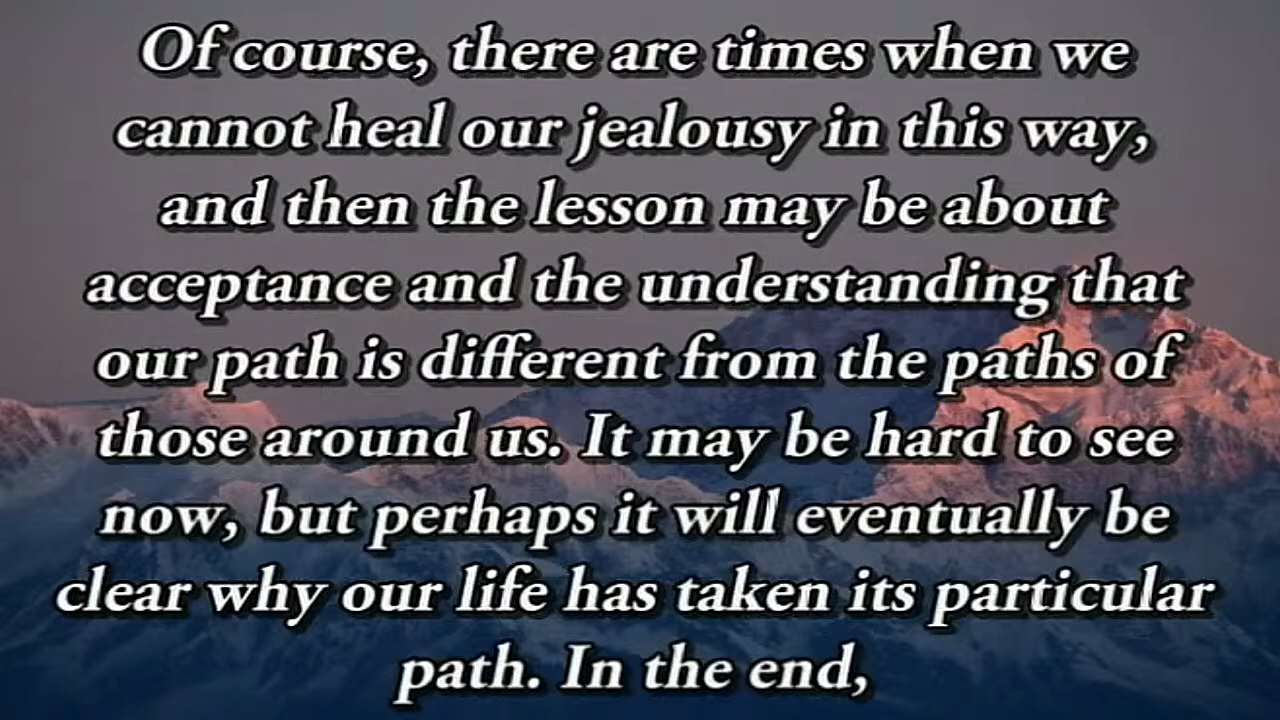 Of course, there are times when we
cannot heal our jealousy in this way,
and then the lesson may be about
acceptance and the understanding that
our path is different from the paths of
those around us. It may be hard to see
now, but perhaps it will eventually be
clear why our life has taken its particular
path. In the end,